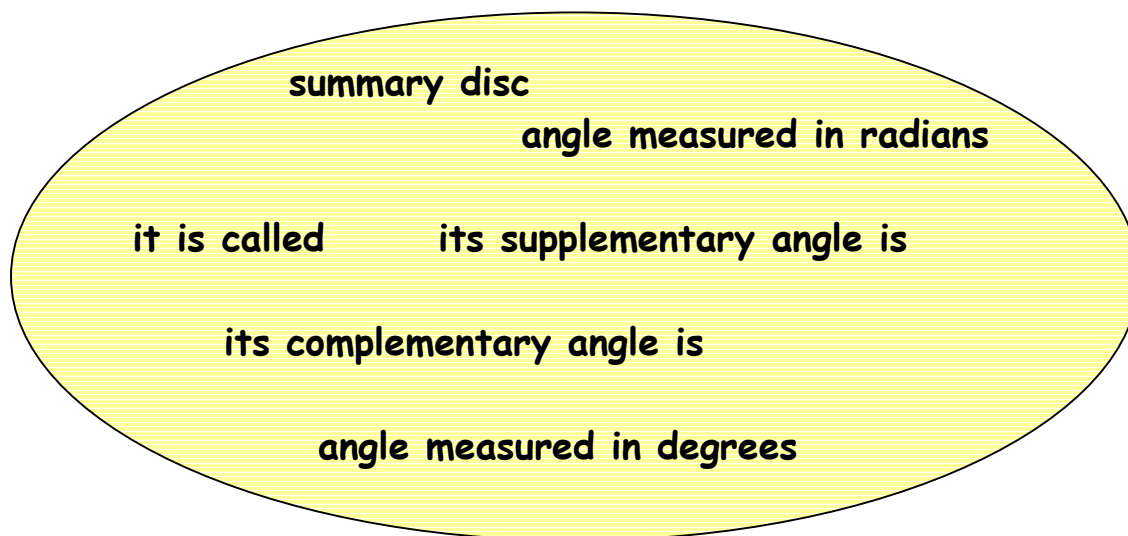 summary disc
angle measured in radians
it is called its supplementary angle is
its complementary angle is
angle measured in degrees